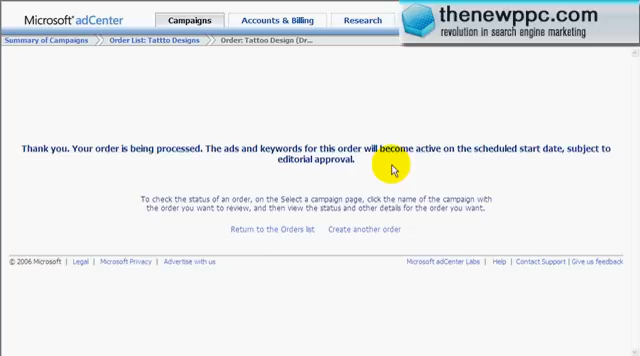 Microsoft adCenter
Campaigns
Accounts & Billing
Research
thenewppc.com
revolution in search engine marketing
Summary of Campaigns
Order List: Tattto Designs
Order: Tattoo Design (Dr...
Thank you. Your order is being processed. The ads and keywords for this order will become active on the scheduled start date, subject to
editorial approval.
To check the status of an order, on the Select a campaign page, click the name of the campaign with
the order you want to review, and then view the status and other details for the order you want.
Return to the Orders list
Create another order
© 2006 Microsoft | Legal | Microsoft Privacy | Advertise with us
Microsoft adCenter Labs | Help | Contact Support | Give us feedback